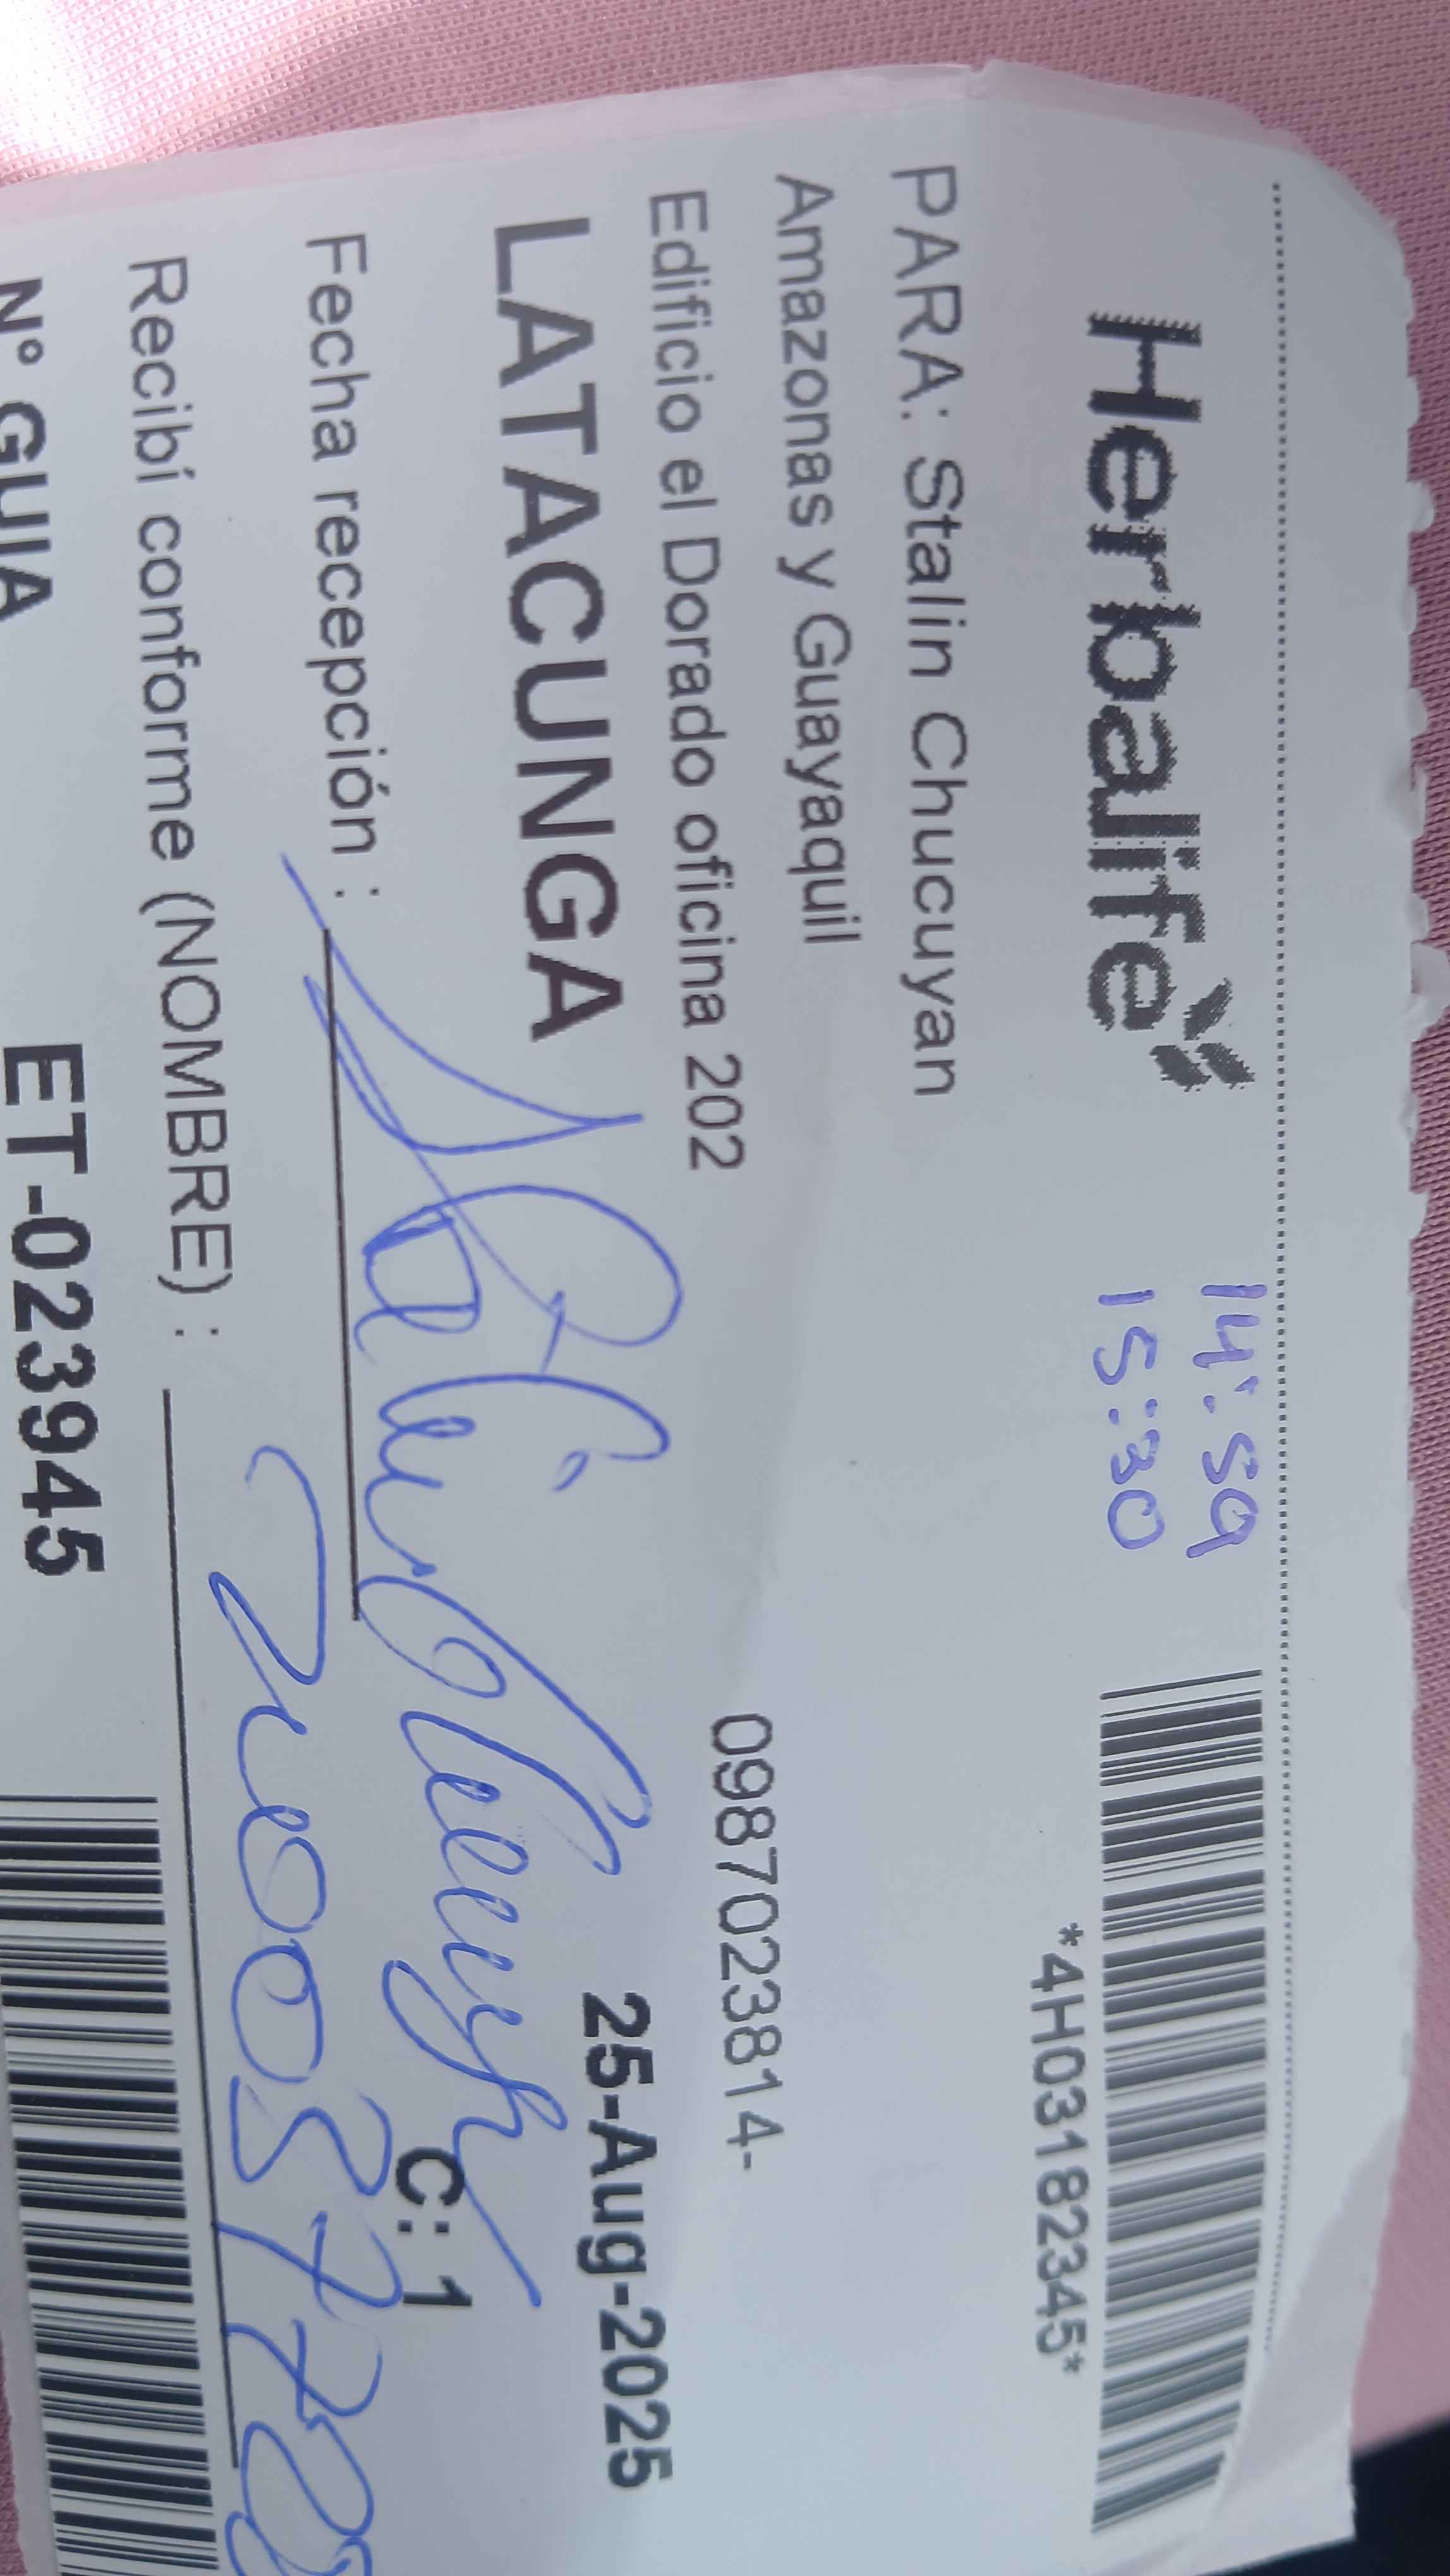 Herbalife
14:59
15:30
*4H03182345*
PARA: Stalin Chucuyan
Amazonas y Guayaquil
Edificio el Dorado oficina 202
0987023814-
LATACUNGA
25-Aug-2025
Fecha recepción :
C: 1
Recibí conforme (NOMBRE) :
N° GUIA
ET-023945